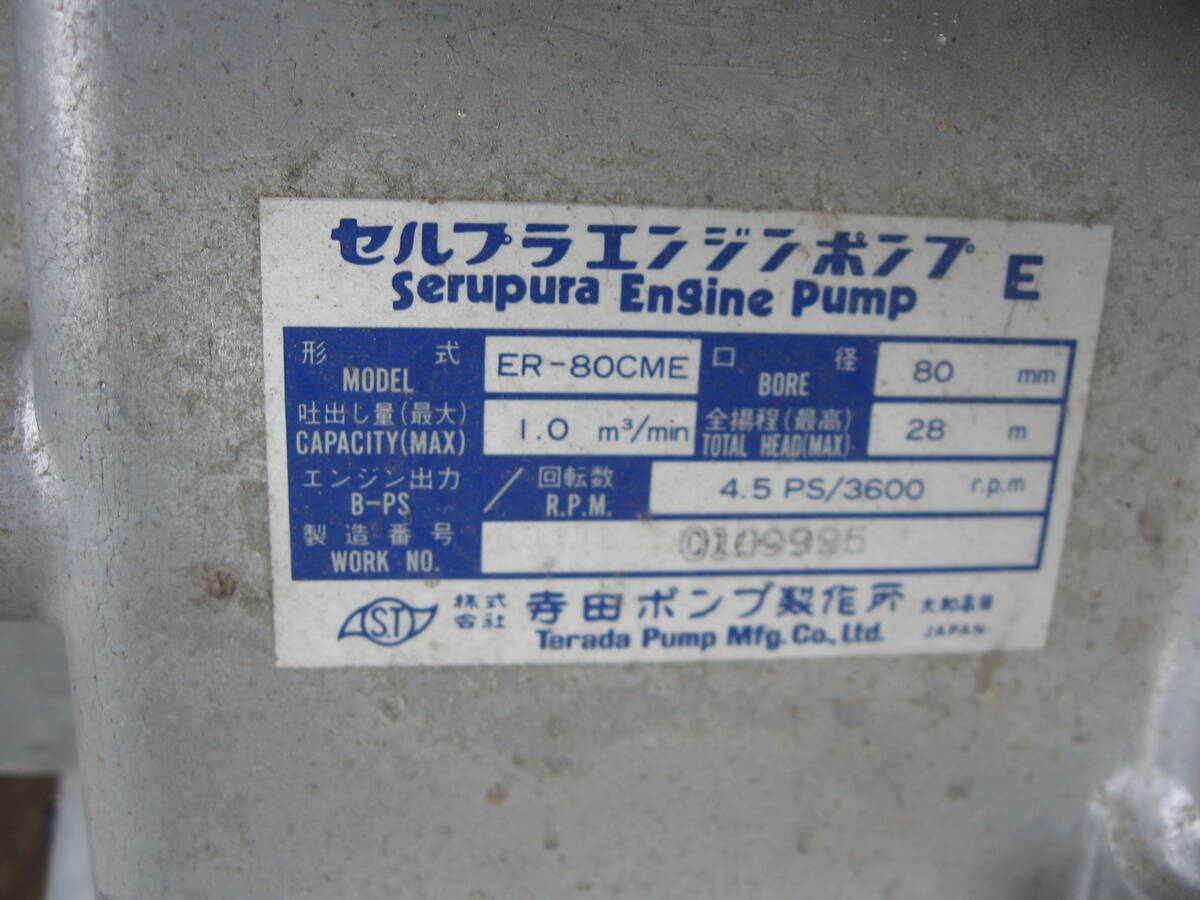 セルプラエンジンポンプ E
Serupura Engine Pump
形式 ER-80CME 口径 80 mm
MODEL BORE
吐出し量(最大) 1.0 m³/min 全揚程(最高) 28 m
CAPACITY(MAX) TOTAL HEAD(MAX)
エンジン出力 / 回転数 4.5 PS/3600 r.p.m
B-PS R.P.M.
製造番号 0109995
WORK NO.
S.T 株式会社 寺田ポンプ製作所 大和高田
Terada Pump Mfg. Co., Ltd. JAPAN